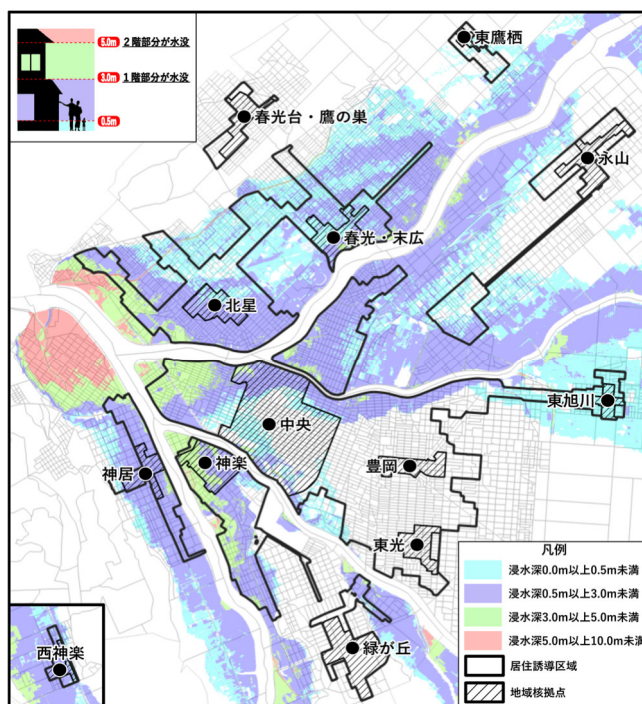 5.0m ２階部分が水没
3.0m １階部分が水没
0.5m
東鷹栖
春光台・鷹の巣
永山
春光・末広
北星
東旭川
中央
神楽
豊岡
神居
東光
緑が丘
西神楽
凡例
浸水深0.0m以上0.5m未満
浸水深0.5m以上3.0m未満
浸水深3.0m以上5.0m未満
浸水深5.0m以上10.0m未満
居住誘導区域
地域核拠点